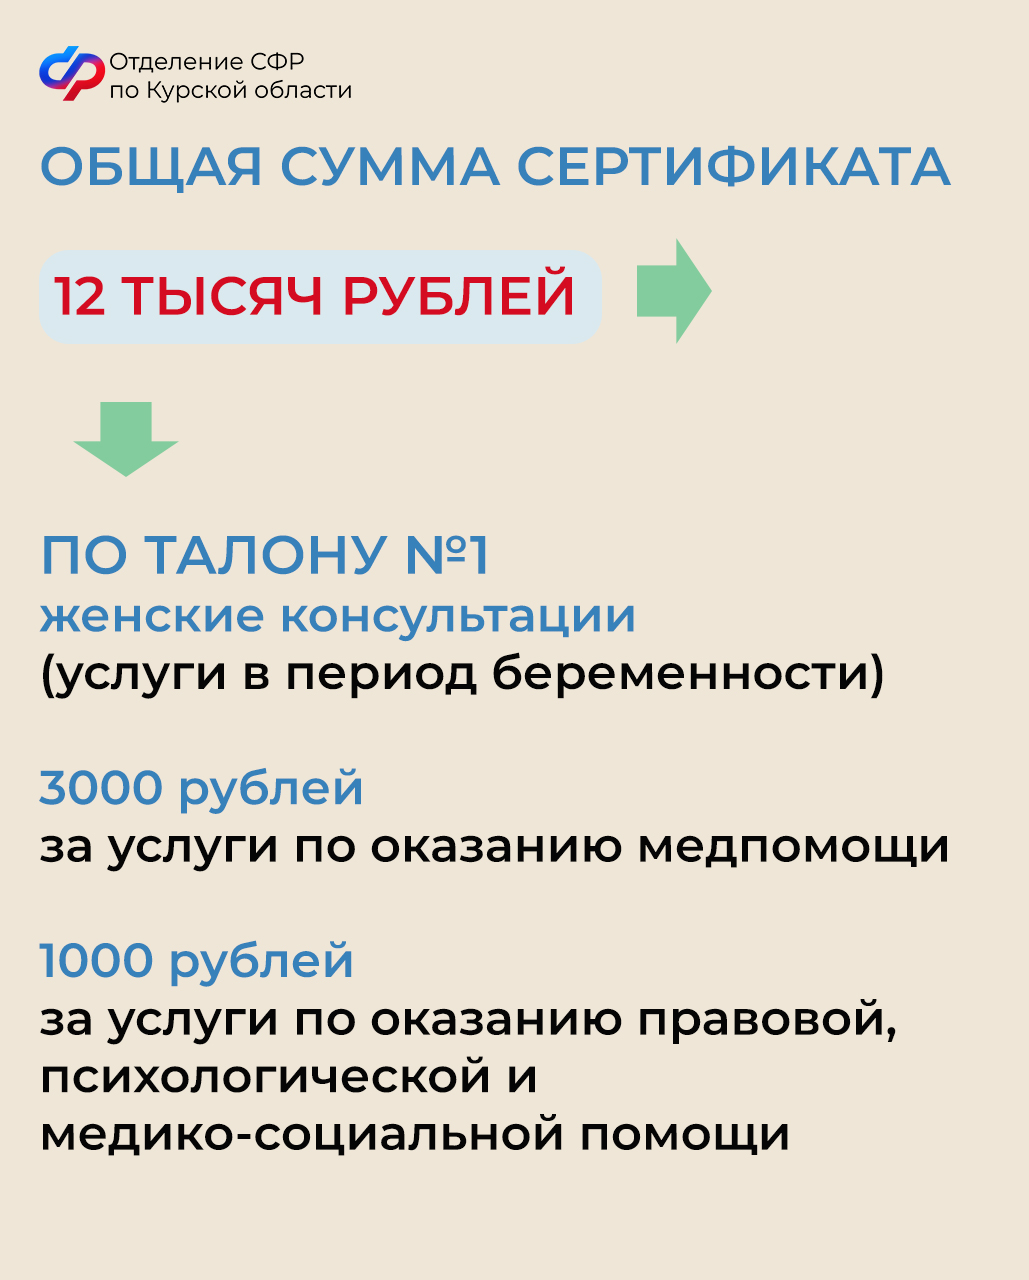 Отделение СФР
по Курской области
ОБЩАЯ СУММА СЕРТИФИКАТА
12 ТЫСЯЧ РУБЛЕЙ
ПО ТАЛОНУ №1
женские консультации
(услуги в период беременности)
3000 рублей
за услуги по оказанию медпомощи
1000 рублей
за услуги по оказанию правовой,
психологической и
медико-социальной помощи